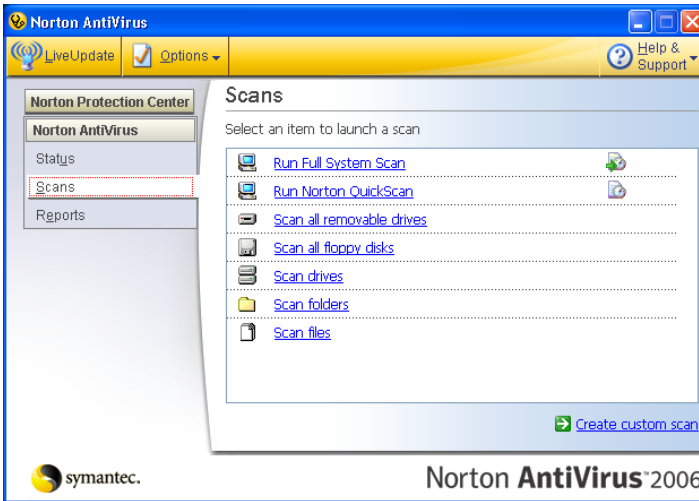 Norton AntiVirus
LiveUpdate Options Help & Support
Norton Protection Center
Norton AntiVirus
Status
Scans
Reports
Scans
Select an item to launch a scan
Run Full System Scan
Run Norton QuickScan
Scan all removable drives
Scan all floppy disks
Scan drives
Scan folders
Scan files
Create custom scan
symantec.
Norton AntiVirus™2006